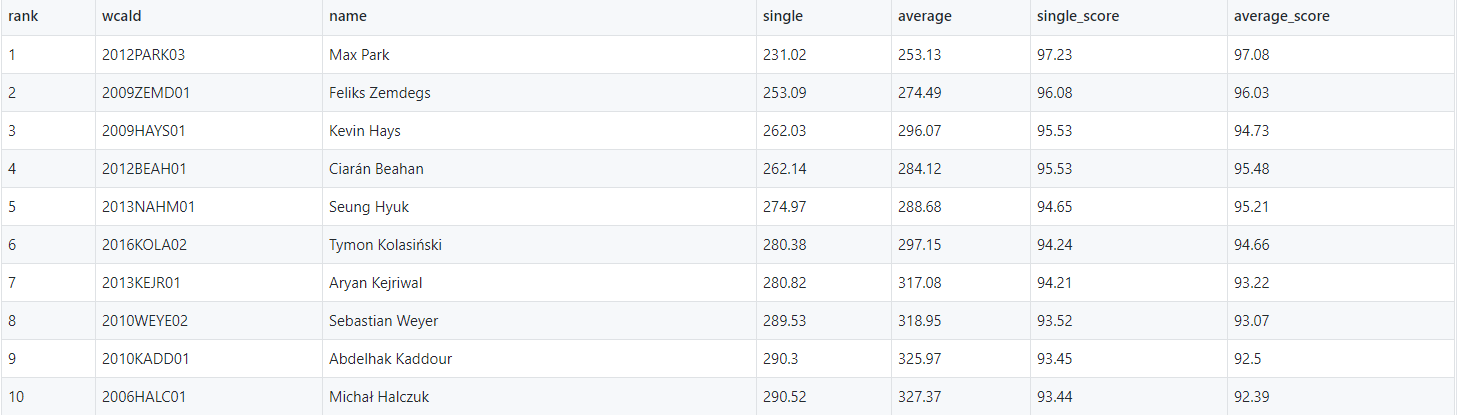 rank wcaId name single average single_score average_score
1 2012PARK03 Max Park 231.02 253.13 97.23 97.08
2 2009ZEMD01 Feliks Zemdegs 253.09 274.49 96.08 96.03
3 2009HAYS01 Kevin Hays 262.03 296.07 95.53 94.73
4 2012BEAH01 Ciarán Beahan 262.14 284.12 95.53 95.48
5 2013NAHM01 Seung Hyuk 274.97 288.68 94.65 95.21
6 2016KOLA02 Tymon Kolasiński 280.38 297.15 94.24 94.66
7 2013KEJR01 Aryan Kejriwal 280.82 317.08 94.21 93.22
8 2010WEYE02 Sebastian Weyer 289.53 318.95 93.52 93.07
9 2010KADD01 Abdelhak Kaddour 290.3 325.97 93.45 92.5
10 2006HALC01 Michał Halczuk 290.52 327.37 93.44 92.39